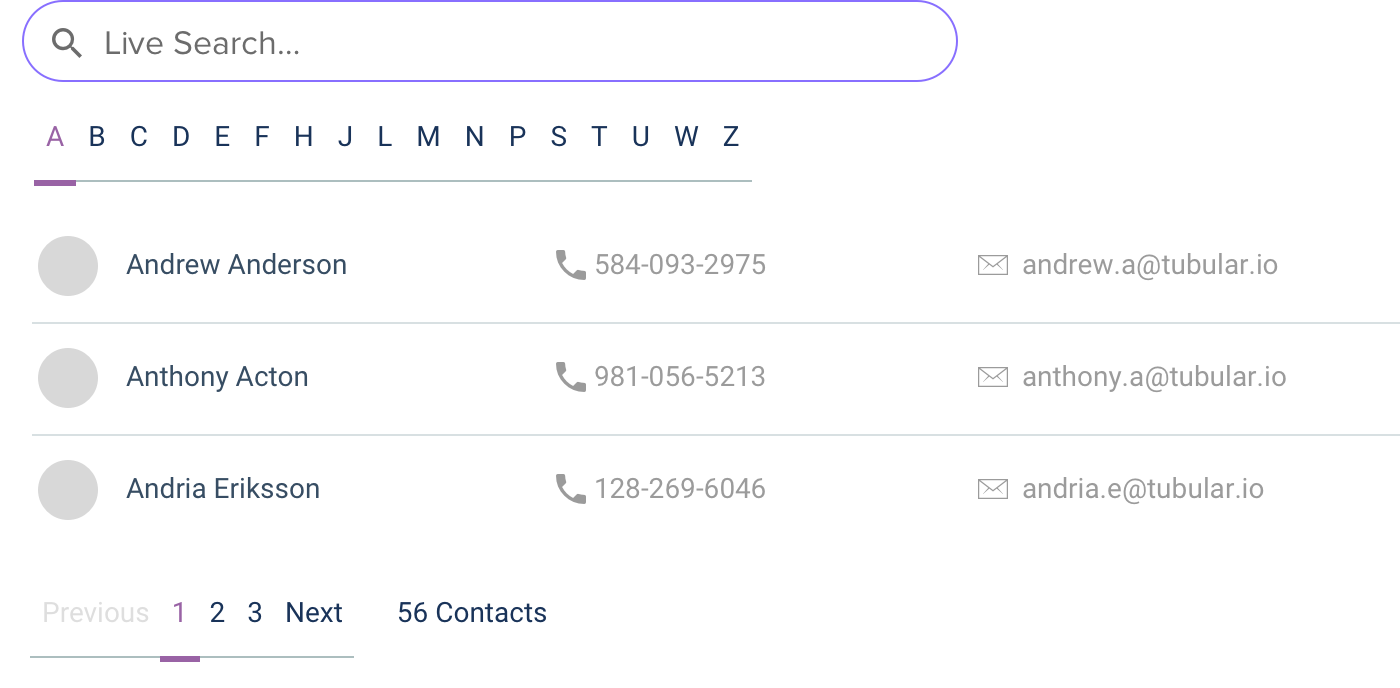 Live Search...
A B C D E F H J L M N P S T U W Z
Andrew Anderson 584-093-2975 andrew.a@tubular.io
Anthony Acton 981-056-5213 anthony.a@tubular.io
Andria Eriksson 128-269-6046 andria.e@tubular.io
Previous 1 2 3 Next 56 Contacts